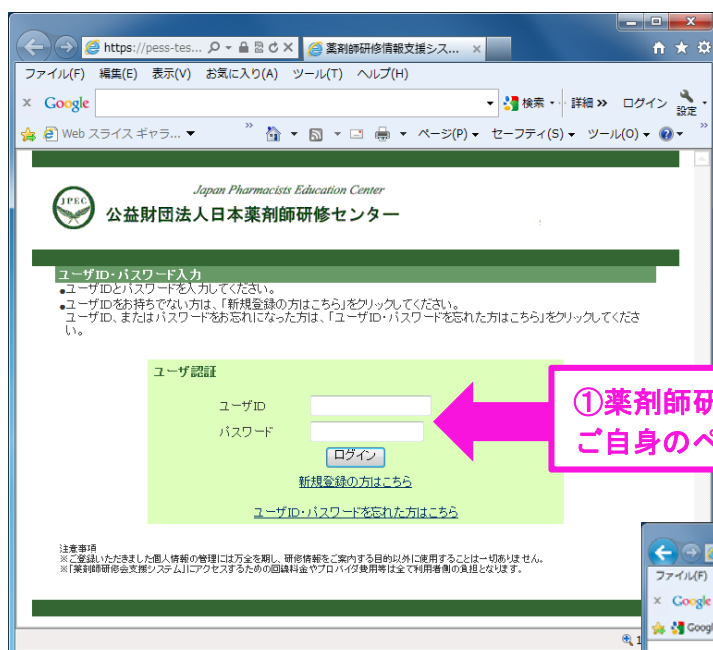 https://pess-tes...
薬剤師研修情報支援シス... ×
ファイル(F) 編集(E) 表示(V) お気に入り(A) ツール(T) ヘルプ(H)
× Google 検索 詳細 » ログイン 設定
Web スライス ギャラ... ページ(P) セーフティ(S) ツール(O)
JPEC
Japan Pharmacists Education Center
公益財団法人日本薬剤師研修センター
ユーザID・パスワード入力
●ユーザIDとパスワードを入力してください。
●ユーザIDをお持ちでない方は、「新規登録の方はこちら」をクリックしてください。
ユーザID、またはパスワードをお忘れになった方は、「ユーザID・パスワードを忘れた方はこちら」をクリックしてくださ
い。
ユーザ認証
ユーザID
パスワード
ログイン
新規登録の方はこちら
ユーザID・パスワードを忘れた方はこちら
①薬剤師研
ご自身のペ
注意事項
※ご登録いただきました個人情報の管理には万全を期し、研修情報をご案内する目的以外に使用することは一切ありません。
※「薬剤師研修会支援システム」にアクセスするための回線料金やプロバイダ費用等は全て利用者側の負担となります。
ファイル(F)
× Google
Googl